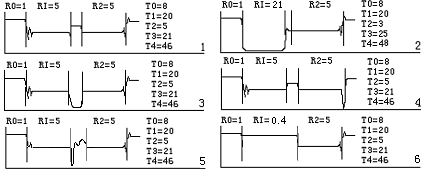 R0=1 RI=5 R2=5 T0=8
T1=20
T2=5
T3=21
T4=46
1
R0=1 RI=21 R2=5 T0=8
T1=20
T2=3
T3=25
T4=48
2
R0=1 RI=5 R2=5 T0=8
T1=20
T2=5
T3=21
T4=46
3
R0=1 RI=5 R2=5 T0=8
T1=20
T2=5
T3=21
T4=46
4
R0=1 RI=5 R2=5 T0=8
T1=20
T2=5
T3=21
T4=46
5
R0=1 RI=0.4 R2=5 T0=8
T1=20
T2=5
T3=21
T4=46
6